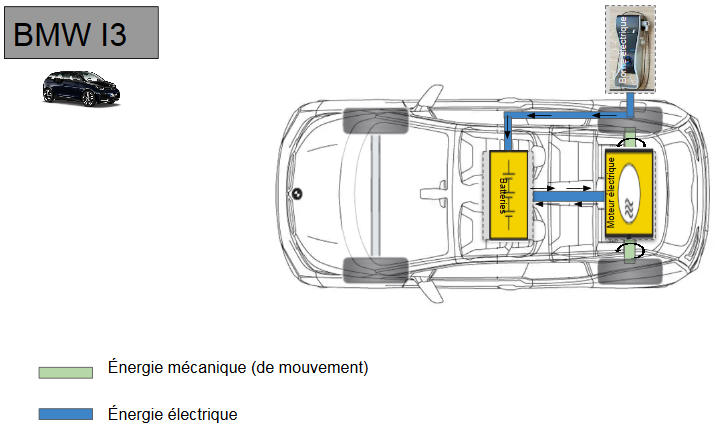 BMW I3
Borne électrique
Batteries
Moteur électrique
Énergie mécanique (de mouvement)
Énergie électrique